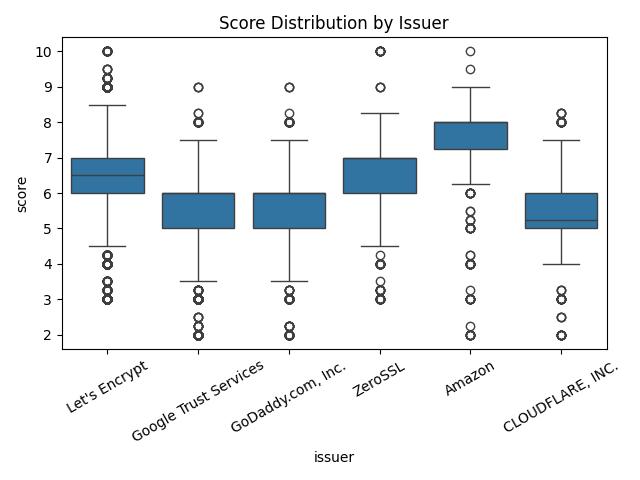 Score Distribution by Issuer
10
9
8
7
6
5
4
3
2
score
Let's Encrypt
Google Trust Services
GoDaddy.com, Inc.
ZeroSSL
Amazon
CLOUDFLARE, INC.
issuer